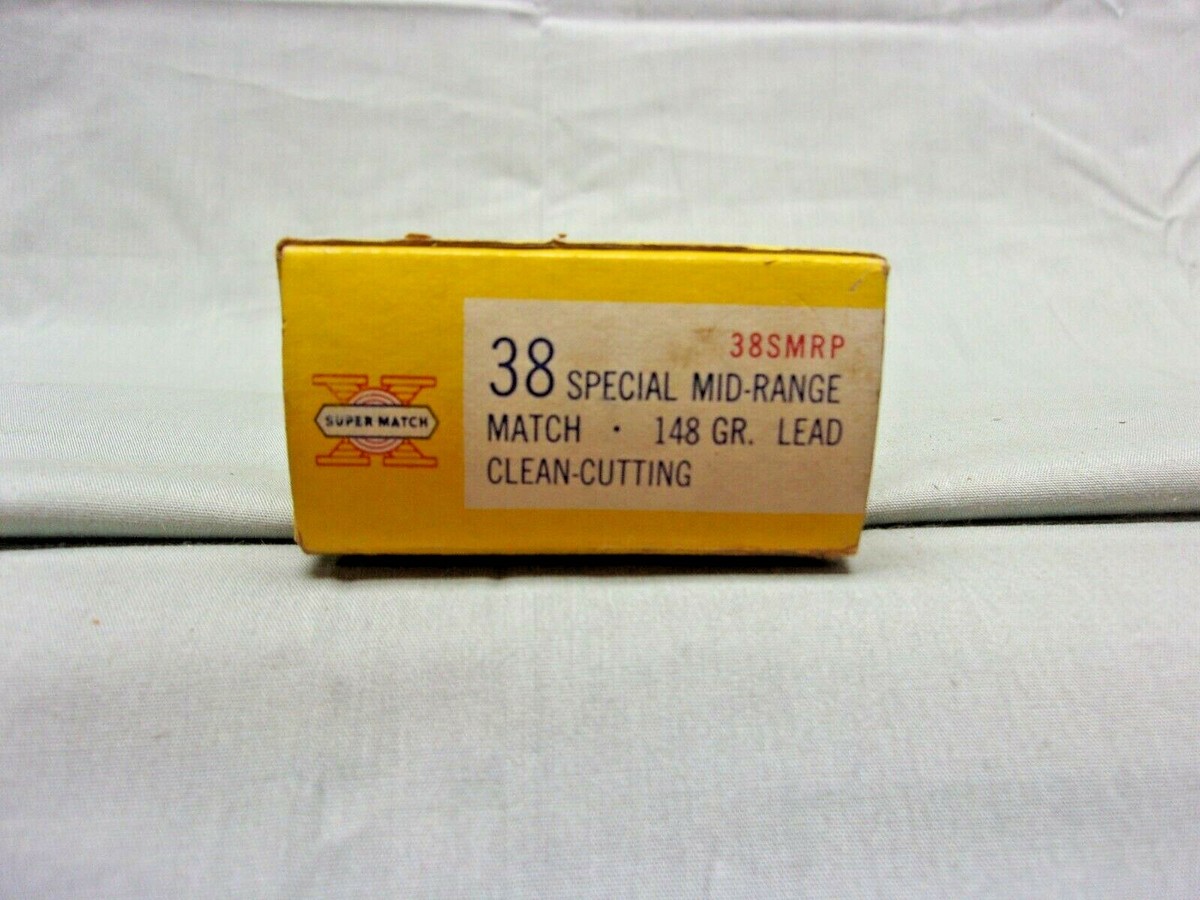 38SMRP
38 SPECIAL MID-RANGE
MATCH · 148 GR. LEAD
CLEAN-CUTTING
SUPER-MATCH